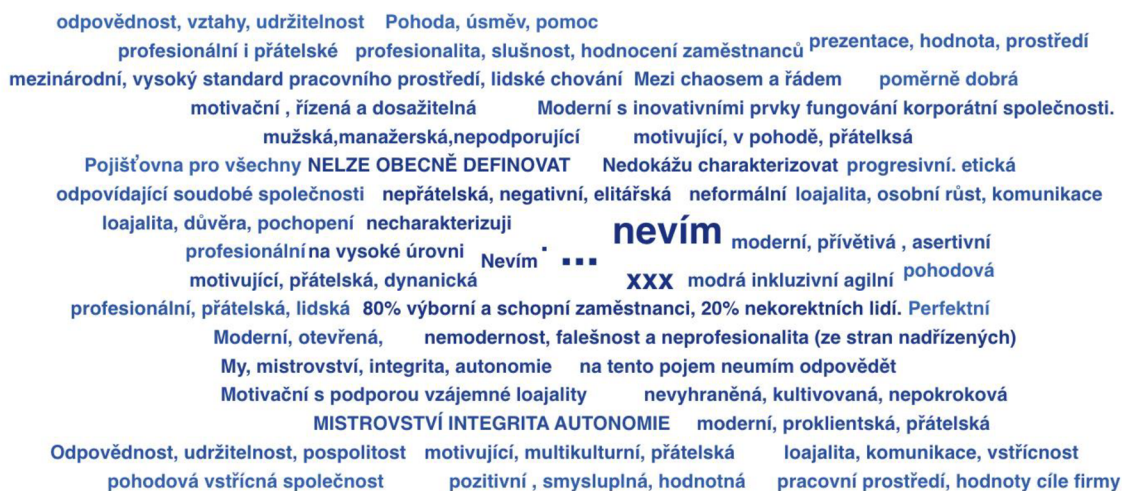 odpovědnost, vztahy, udržitelnost Pohoda, úsměv, pomoc
profesionální i přátelské profesionalita, slušnost, hodnocení zaměstnanců prezentace, hodnota, prostředí
mezinárodní, vysoký standard pracovního prostředí, lidské chování Mezi chaosem a řádem poměrně dobrá
motivační , řízená a dosažitelná Moderní s inovativními prvky fungování korporátní společnosti.
mužská,manažerská,nepodporující motivující, v pohodě, přátelksá
Pojišťovna pro všechny NELZE OBECNĚ DEFINOVAT Nedokážu charakterizovat progresivní. etická
odpovídající soudobé společnosti nepřátelská, negativní, elitářská neformální loajalita, osobní růst, komunikace
loajalita, důvěra, pochopení necharakterizuji nevím moderní, přívětivá , asertivní
profesionální na vysoké úrovni Nevím . ...
motivující, přátelská, dynanická xxx modrá inkluzivní agilní pohodová
profesionální, přátelská, lidská 80% výborní a schopní zaměstnanci, 20% nekorektních lidí. Perfektní
Moderní, otevřená, nemodernost, falešnost a neprofesionalita (ze stran nadřízených)
My, mistrovství, integrita, autonomie na tento pojem neumím odpovědět
Motivační s podporou vzájemné loajality nevyhraněná, kultivovaná, nepokroková
MISTROVSTVÍ INTEGRITA AUTONOMIE moderní, proklientská, přátelská
Odpovědnost, udržitelnost, pospolitost motivující, multikulturní, přátelská loajalita, komunikace, vstřícnost
pohodová vstřícná společnost pozitivní , smysluplná, hodnotná pracovní prostředí, hodnoty cíle firmy